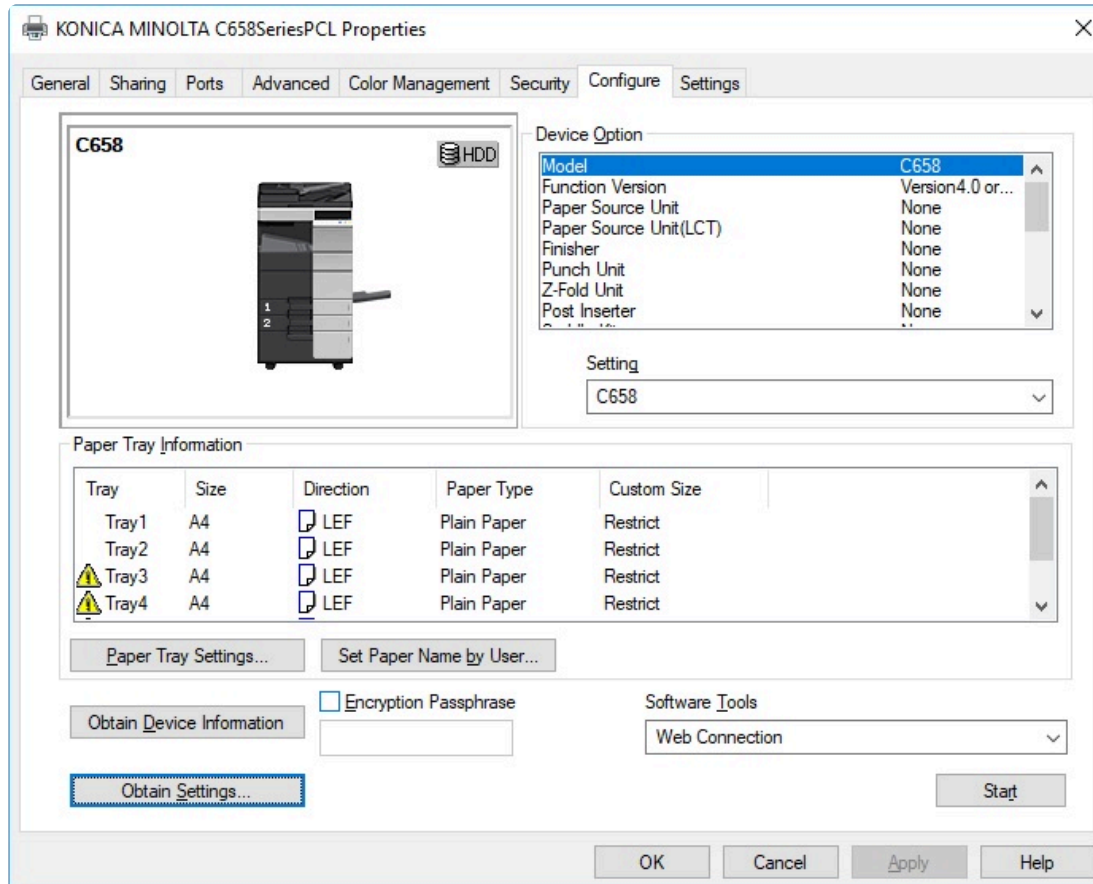 KONICA MINOLTA C658SeriesPCL Properties
General Sharing Ports Advanced Color Management Security Configure Settings
C658
HDD
1
2
Device Option
Model C658
Function Version Version4.0 or...
Paper Source Unit None
Paper Source Unit(LCT) None
Finisher None
Punch Unit None
Z-Fold Unit None
Post Inserter None
Setting
C658
Paper Tray Information
Tray Size Direction Paper Type Custom Size
Tray1 A4 LEF Plain Paper Restrict
Tray2 A4 LEF Plain Paper Restrict
Tray3 A4 LEF Plain Paper Restrict
Tray4 A4 LEF Plain Paper Restrict
Paper Tray Settings... Set Paper Name by User...
Obtain Device Information
Encryption Passphrase
Software Tools
Web Connection
Obtain Settings...
Start
OK Cancel Apply Help